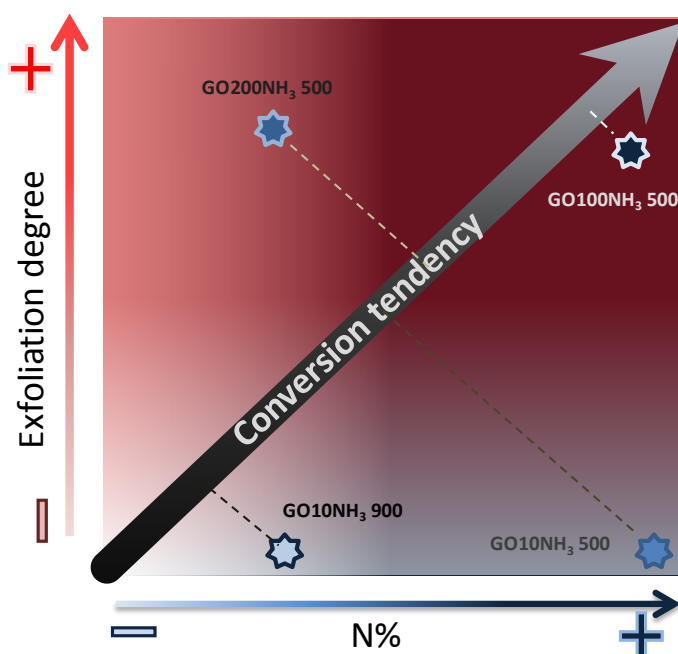 +
GO200NH₃ 500
GO100NH₃ 500
Exfoliation degree
Conversion tendency
GO10NH₃ 900
GO10NH₃ 500
N%
+